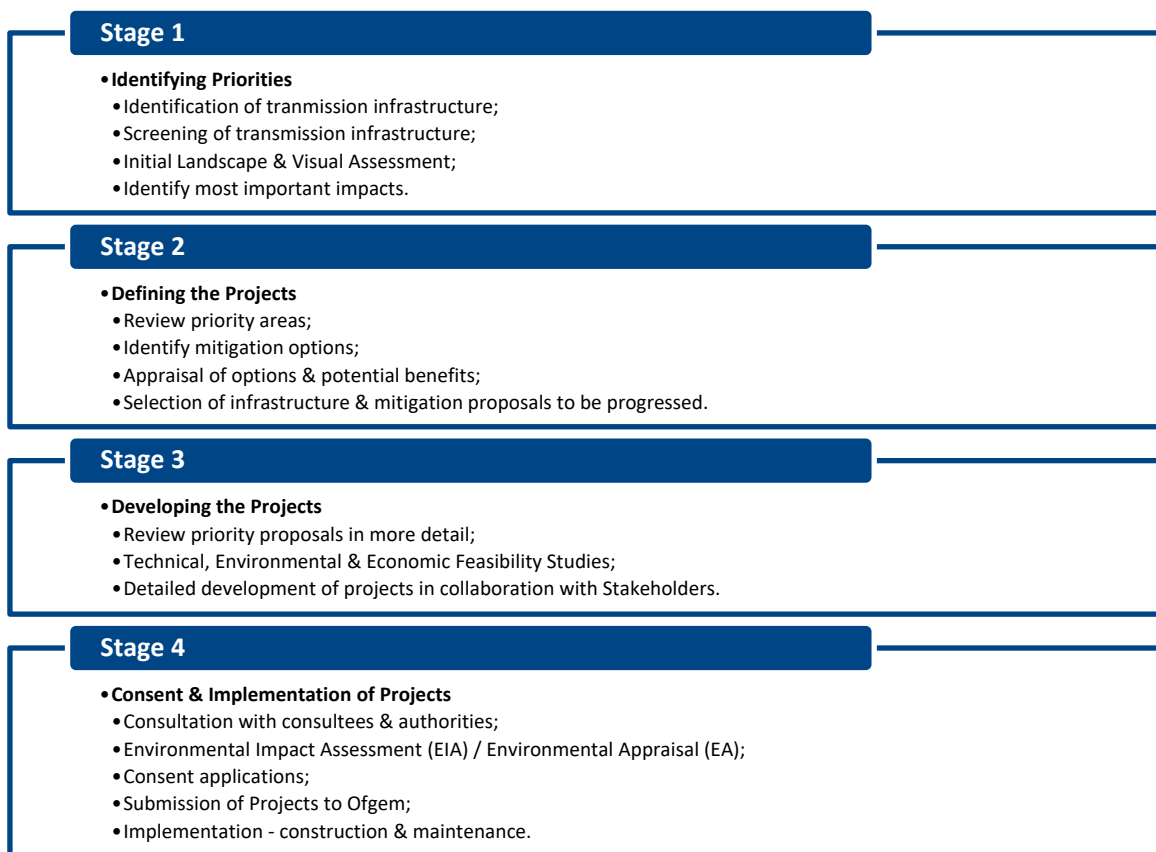 Stage 1
•Identifying Priorities
•Identification of tranmission infrastructure;
•Screening of transmission infrastructure;
•Initial Landscape & Visual Assessment;
•Identify most important impacts.
Stage 2
•Defining the Projects
•Review priority areas;
•Identify mitigation options;
•Appraisal of options & potential benefits;
•Selection of infrastructure & mitigation proposals to be progressed.
Stage 3
•Developing the Projects
•Review priority proposals in more detail;
•Technical, Environmental & Economic Feasibility Studies;
•Detailed development of projects in collaboration with Stakeholders.
Stage 4
•Consent & Implementation of Projects
•Consultation with consultees & authorities;
•Environmental Impact Assessment (EIA) / Environmental Appraisal (EA);
•Consent applications;
•Submission of Projects to Ofgem;
•Implementation - construction & maintenance.